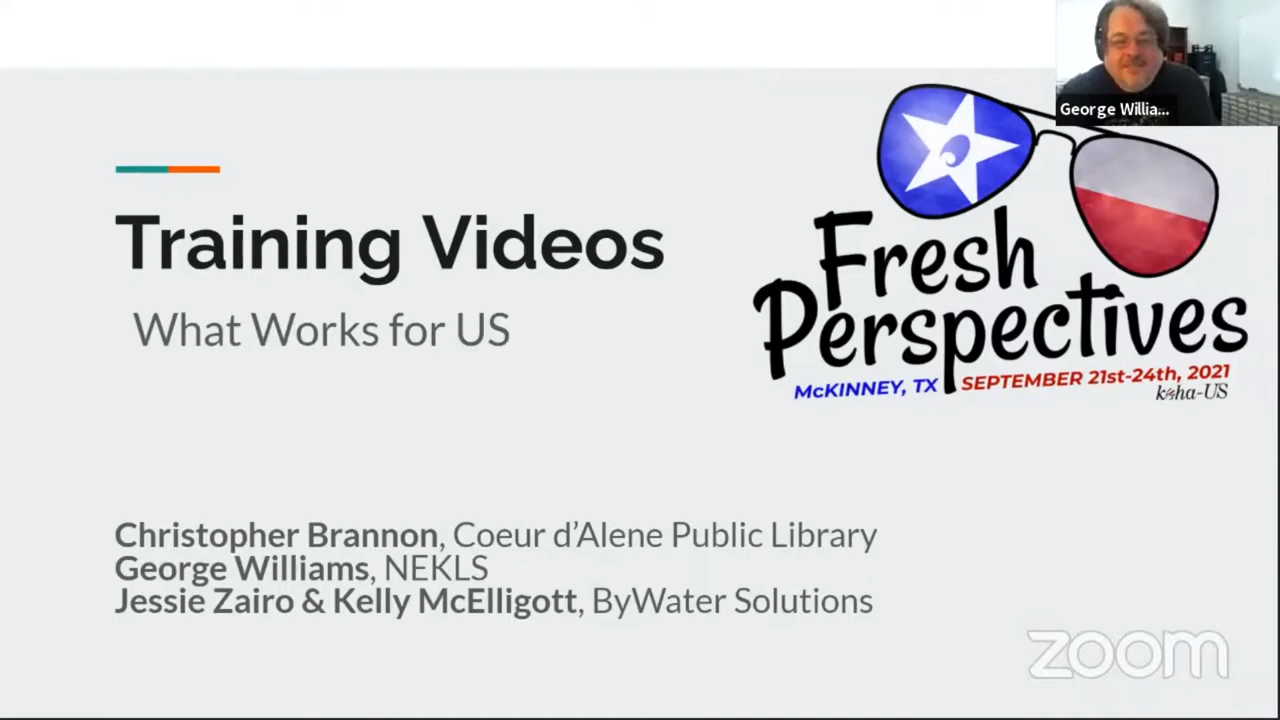 George Willia...
Training Videos
What Works for US
Fresh
Perspectives
McKINNEY, TX SEPTEMBER 21st-24th, 2021
koha-US
Christopher Brannon, Coeur d’Alene Public Library
George Williams, NEKLS
Jessie Zairo & Kelly McElligott, ByWater Solutions
zoom